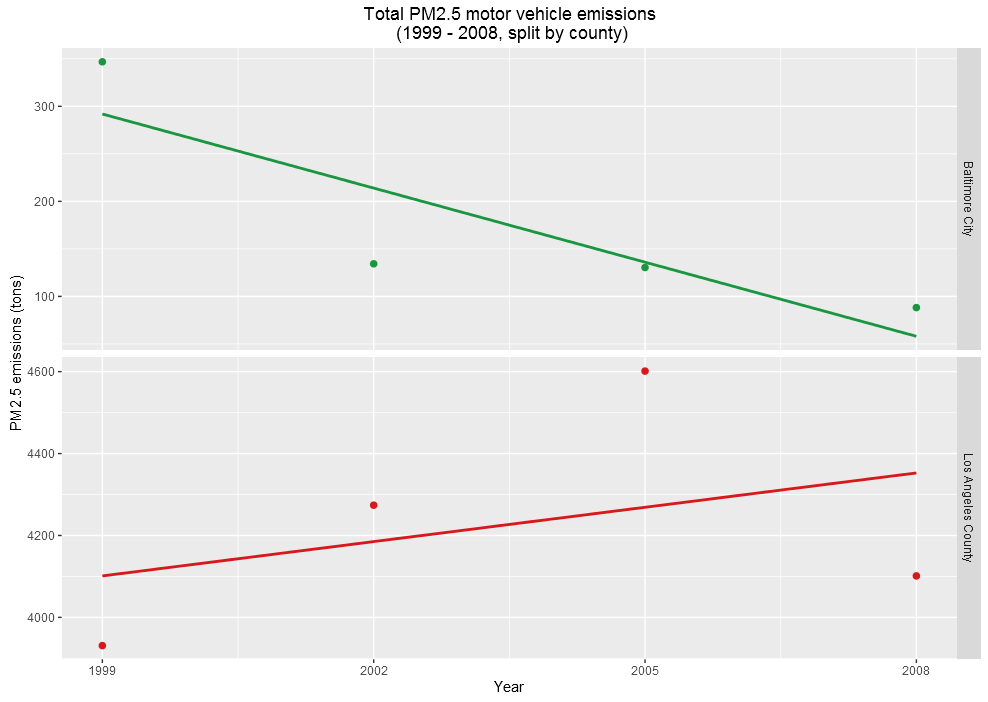 Total PM2.5 motor vehicle emissions
(1999 - 2008, split by county)
PM2.5 emissions (tons)
300
200
100
Baltimore City
4600
4400
4200
4000
Los Angeles County
1999
2002
2005
2008
Year